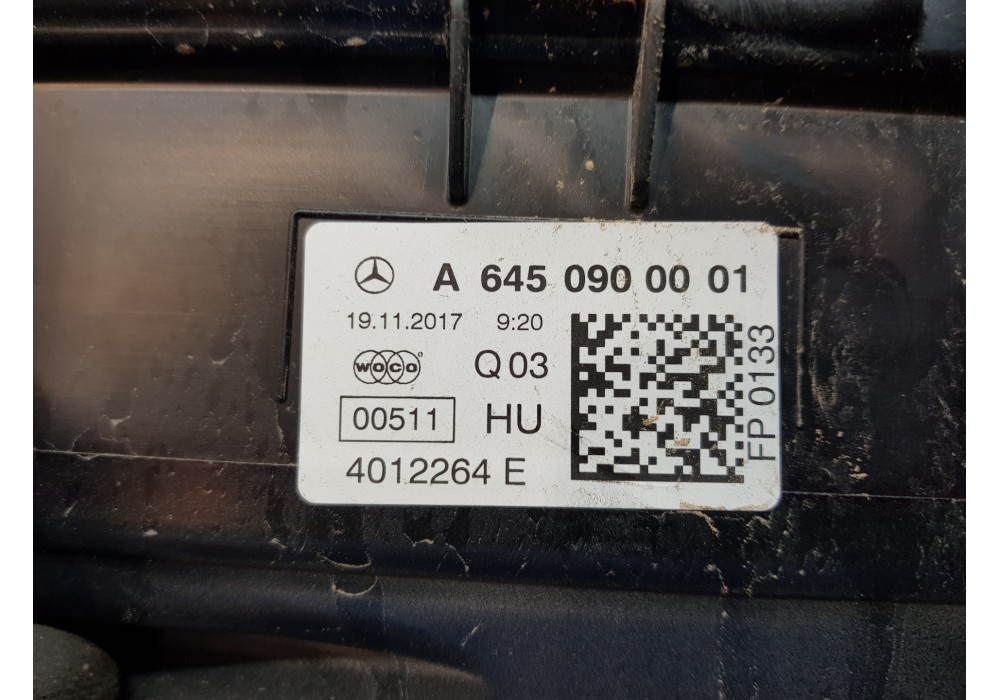 A 645 090 00 01
19.11.2017 9:20
WOCO® Q 03
00511 HU
4012264 E
FP 0133